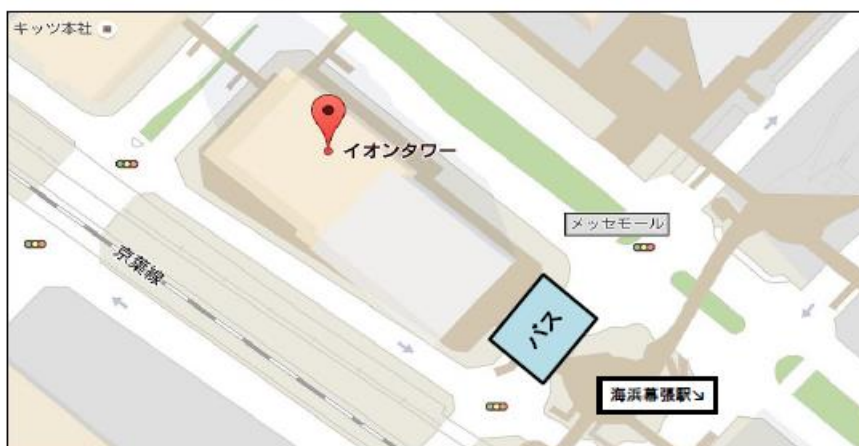 キッツ本社
イオンタワー
メッセモール
京葉線
バス
海浜幕張駅↘